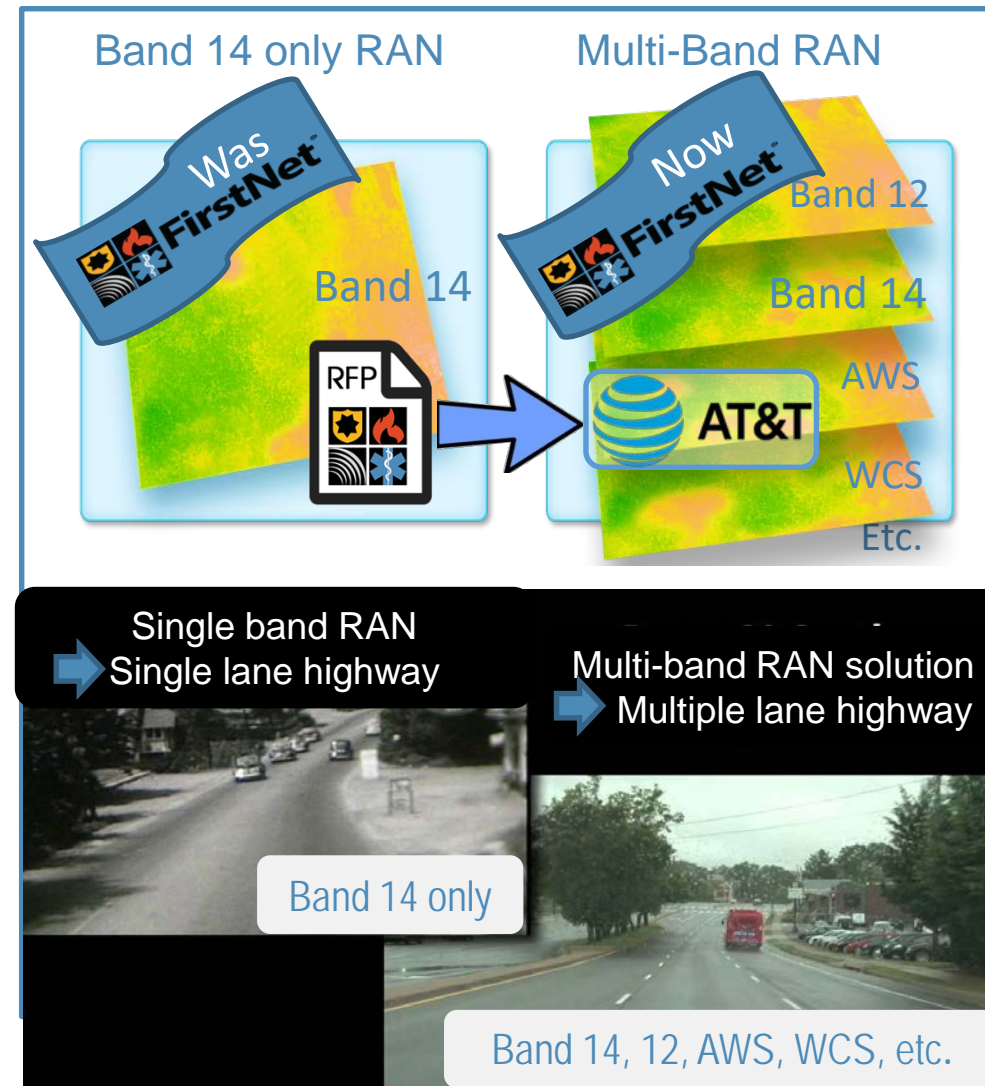 Band 14 only RAN
Multi-Band RAN
Was
FirstNet™
Band 14
RFP
Now
FirstNet
Band 12
Band 14
AWS
AT&T
WCS
Etc.
Single band RAN
Single lane highway
Multi-band RAN solution
Multiple lane highway
Band 14 only
Band 14, 12, AWS, WCS, etc.